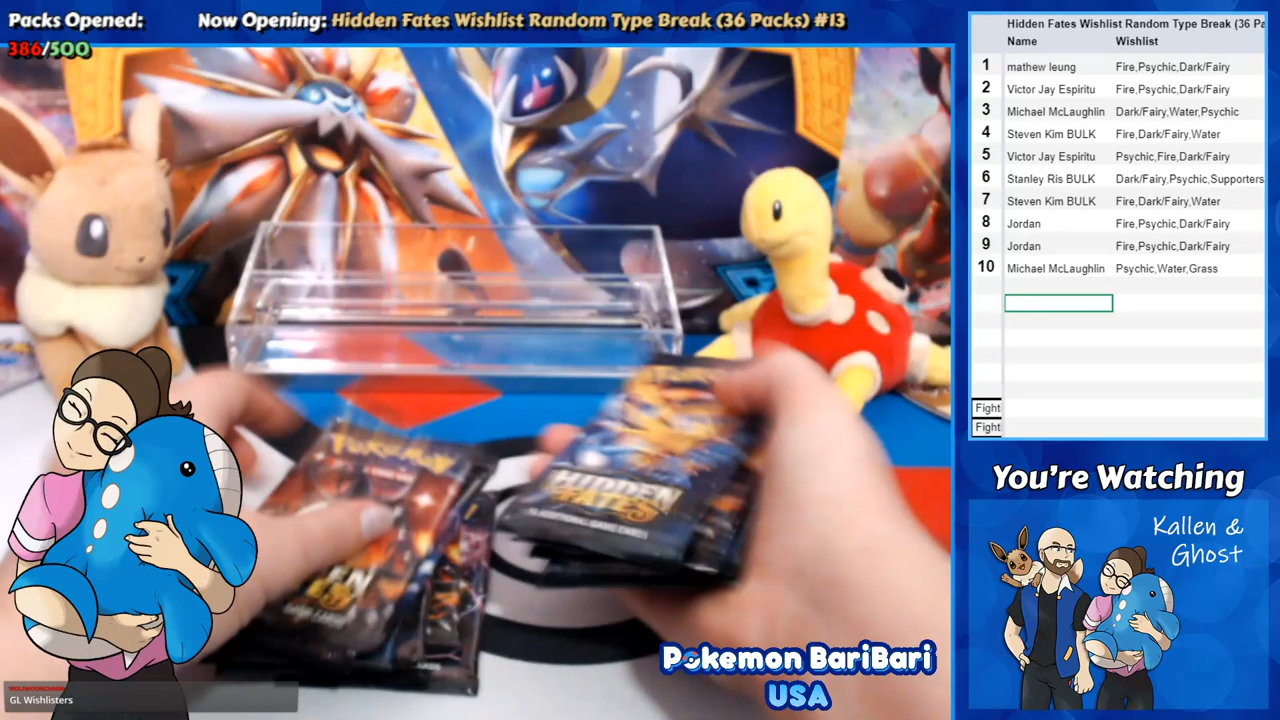 Packs Opened:
Now Opening: Hidden Fates Wishlist Random Type Break (36 Packs) #13
386/500
Hidden Fates Wishlist Random Type Break (36 Pa
Name Wishlist
1 mathew leung Fire,Psychic,Dark/Fairy
2 Victor Jay Espiritu Fire,Psychic,Dark/Fairy
3 Michael McLaughlin Dark/Fairy,Water,Psychic
4 Steven Kim BULK Fire,Dark/Fairy,Water
5 Victor Jay Espiritu Psychic,Fire,Dark/Fairy
6 Stanley Ris BULK Dark/Fairy,Psychic,Supporters
7 Steven Kim BULK Fire,Dark/Fairy,Water
8 Jordan Fire,Psychic,Dark/Fairy
9 Jordan Fire,Psychic,Dark/Fairy
10 Michael McLaughlin Psychic,Water,Grass
Fight
Fight
POKEMON
HIDDEN
FATES
You're Watching
Kallen &
Ghost
Pokemon BariBari
USA
GL Wishlisters